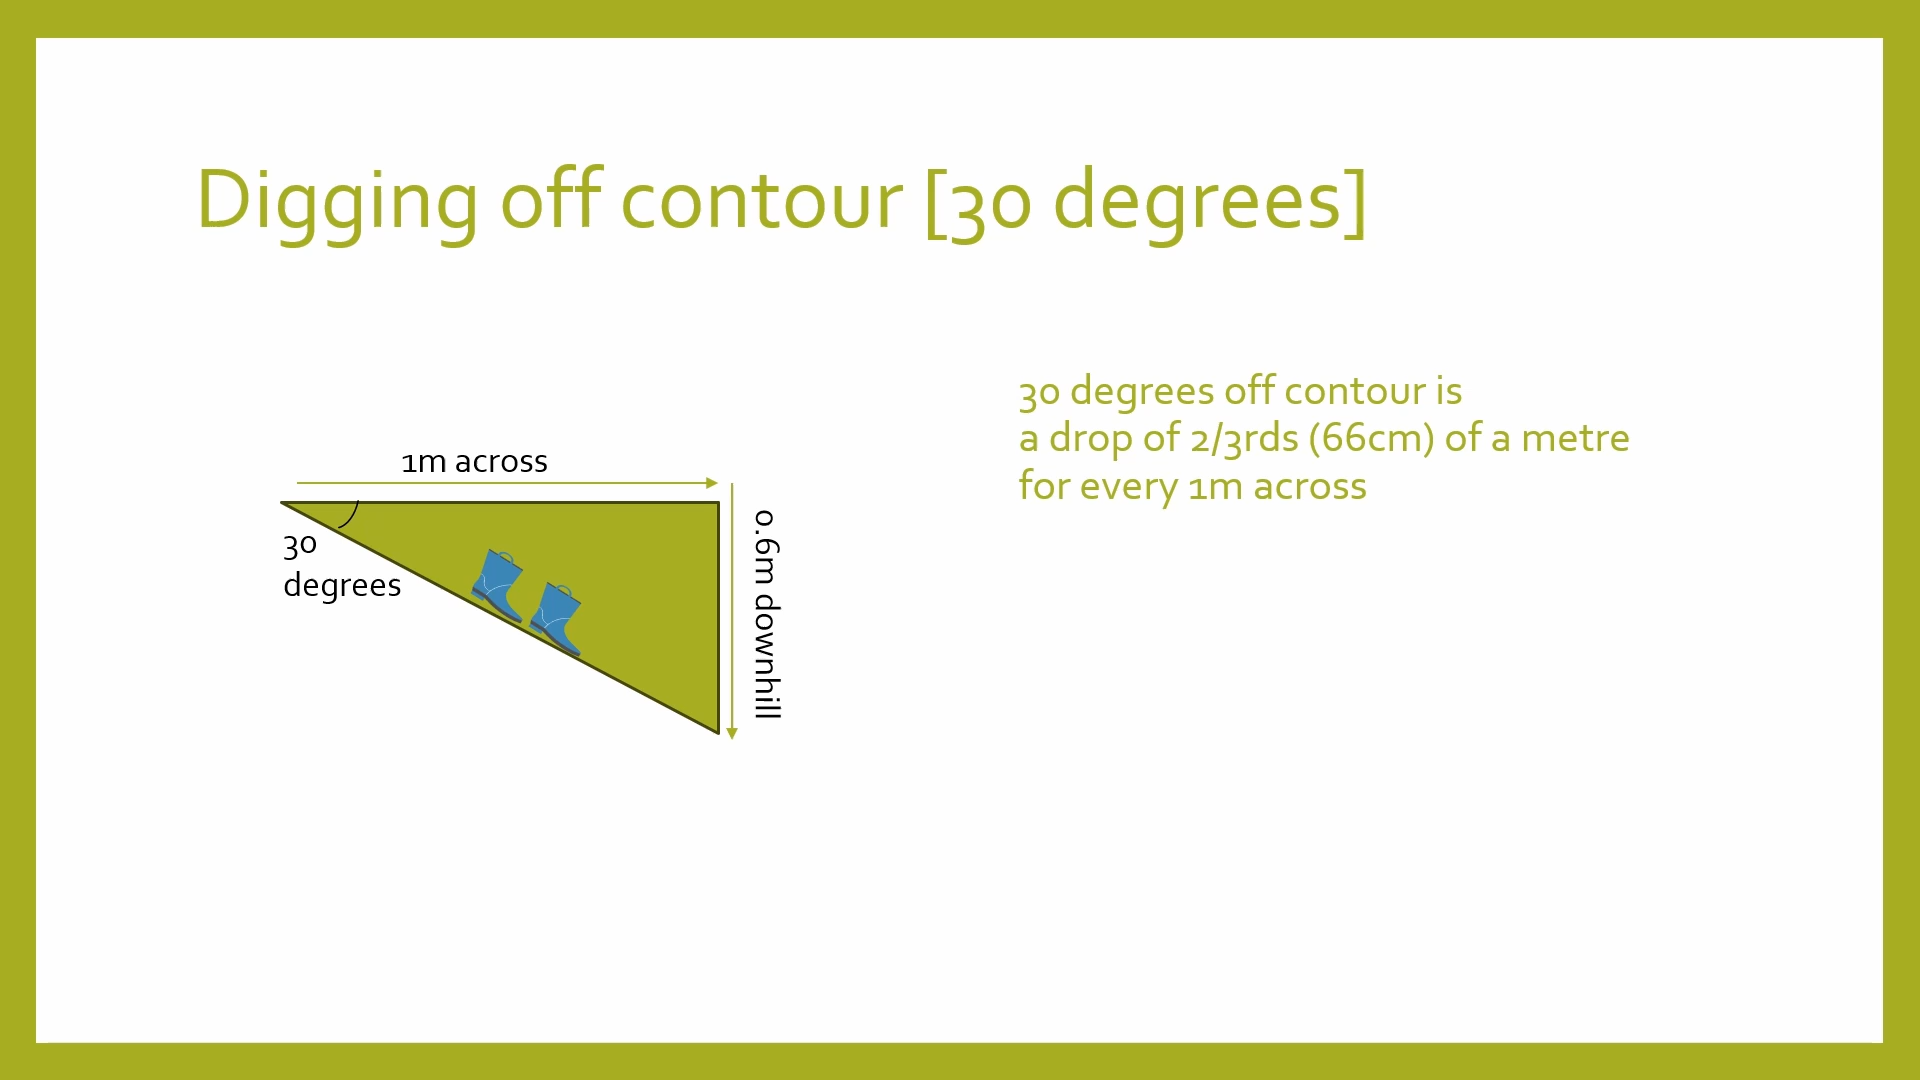 Digging off contour [30 degrees]
30 degrees off contour is
a drop of 2/3rds (66cm) of a metre
for every 1m across
1m across
30
degrees
0.6m downhill